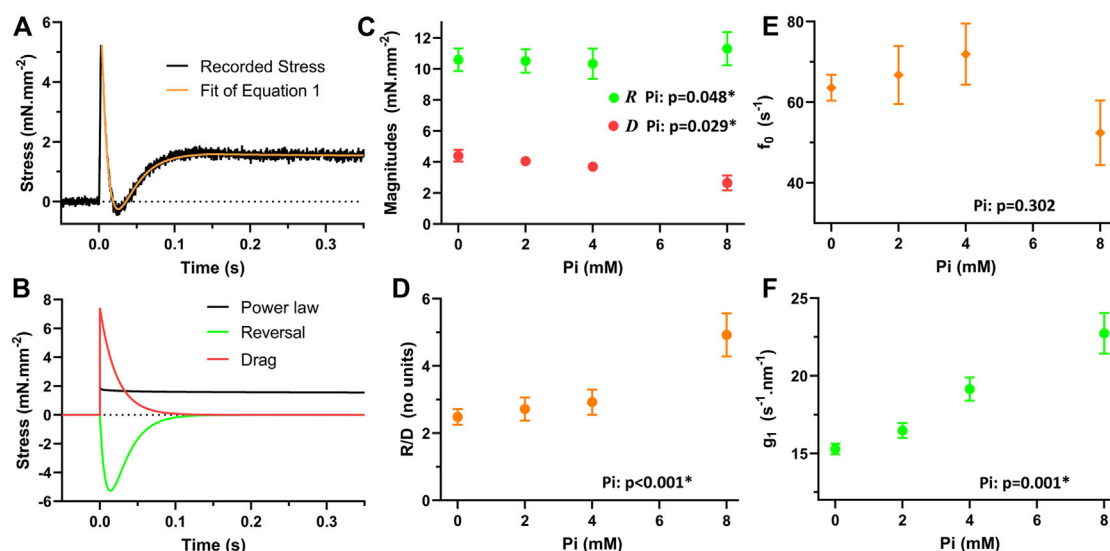 A
Stress (mN.mm-2)
6
4
2
0
Recorded Stress
Fit of Equation 1
0.0 0.1 0.2 0.3
Time (s)
B
Stress (mN.mm-2)
8
6
4
2
0
-2
-4
-6
Power law
Reversal
Drag
0.0 0.1 0.2 0.3
Time (s)
C
Magnitudes (mN.mm-2)
12
10
8
6
4
2
0
R Pi: p=0.048*
D Pi: p=0.029*
0 2 4 6 8
Pi (mM)
D
R/D (no units)
6
4
2
0
Pi: p<0.001*
0 2 4 6 8
Pi (mM)
E
f0 (s-1)
80
60
40
Pi: p=0.302
0 2 4 6 8
Pi (mM)
F
g1 (s-1.nm-1)
25
20
15
Pi: p=0.001*
0 2 4 6 8
Pi (mM)